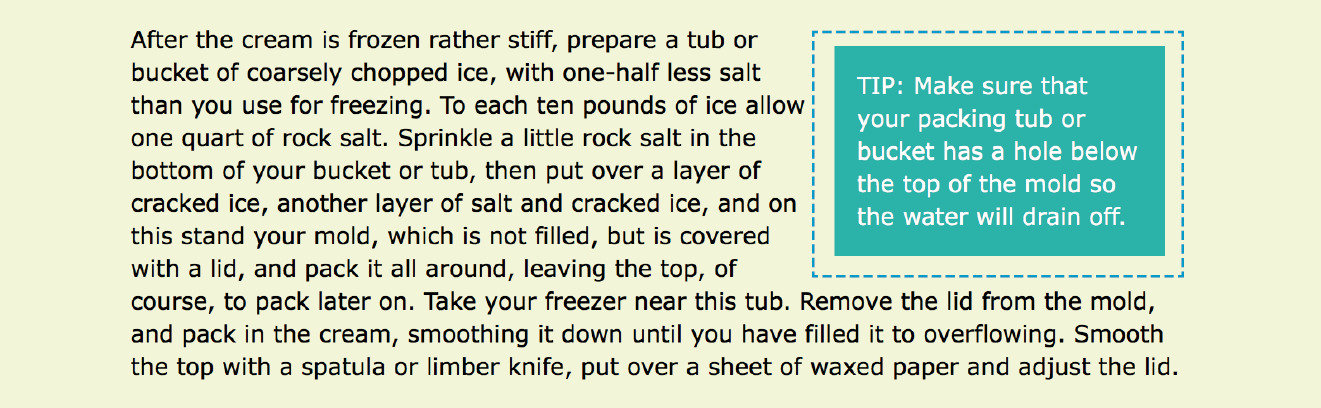 After the cream is frozen rather stiff, prepare a tub or
bucket of coarsely chopped ice, with one-half less salt
than you use for freezing. To each ten pounds of ice allow
one quart of rock salt. Sprinkle a little rock salt in the
bottom of your bucket or tub, then put over a layer of
cracked ice, another layer of salt and cracked ice, and on
this stand your mold, which is not filled, but is covered
with a lid, and pack it all around, leaving the top, of
course, to pack later on. Take your freezer near this tub. Remove the lid from the mold,
and pack in the cream, smoothing it down until you have filled it to overflowing. Smooth
the top with a spatula or limber knife, put over a sheet of waxed paper and adjust the lid.
TIP: Make sure that
your packing tub or
bucket has a hole below
the top of the mold so
the water will drain off.